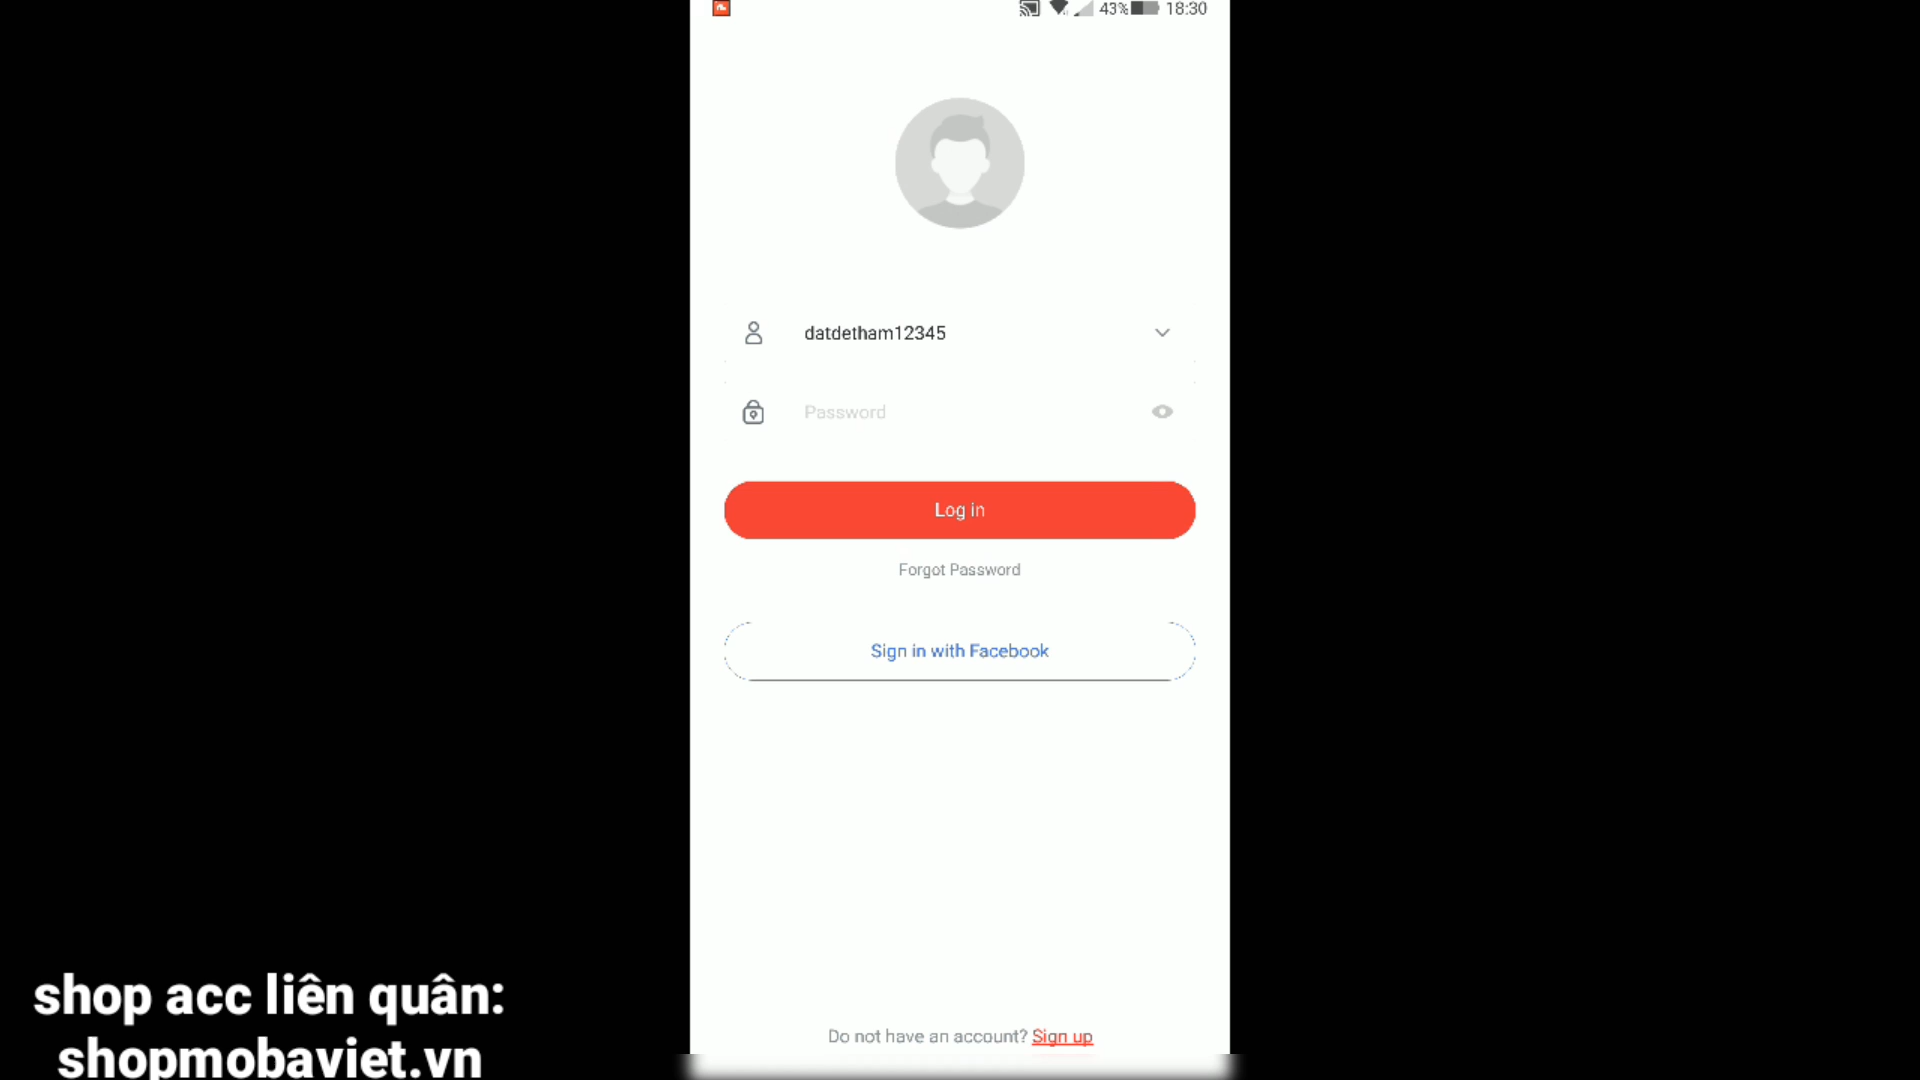 43% 18:30
datdetham12345
Password
Log in
Forgot Password
Sign in with Facebook
Do not have an account? Sign up
shop acc liên quân:
shopmobaviet.vn